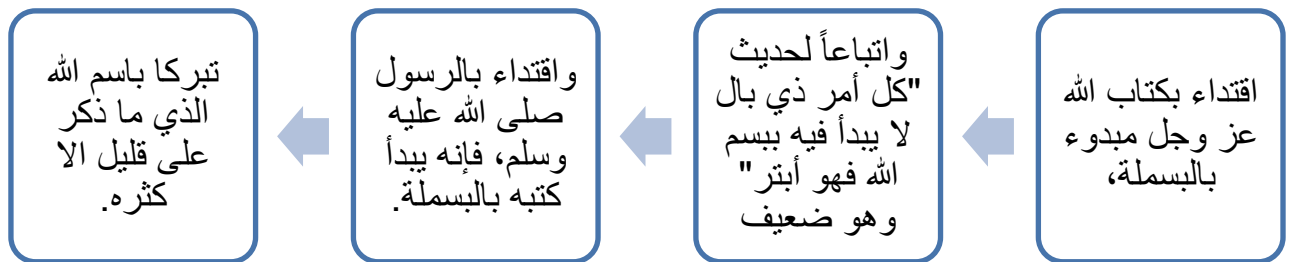 اقتداء بكتاب الله
عز وجل مبدوء
بالبسملة،
واتباعاً لحديث
"كل أمر ذي بال
لا يبدأ فيه ببسم
الله فهو أبتر"
وهو ضعيف
واقتداء بالرسول
صلى الله عليه
وسلم، فإنه يبدأ
كتبه بالبسملة.
تبركا باسم الله
الذي ما ذكر
على قليل الا
كثره.